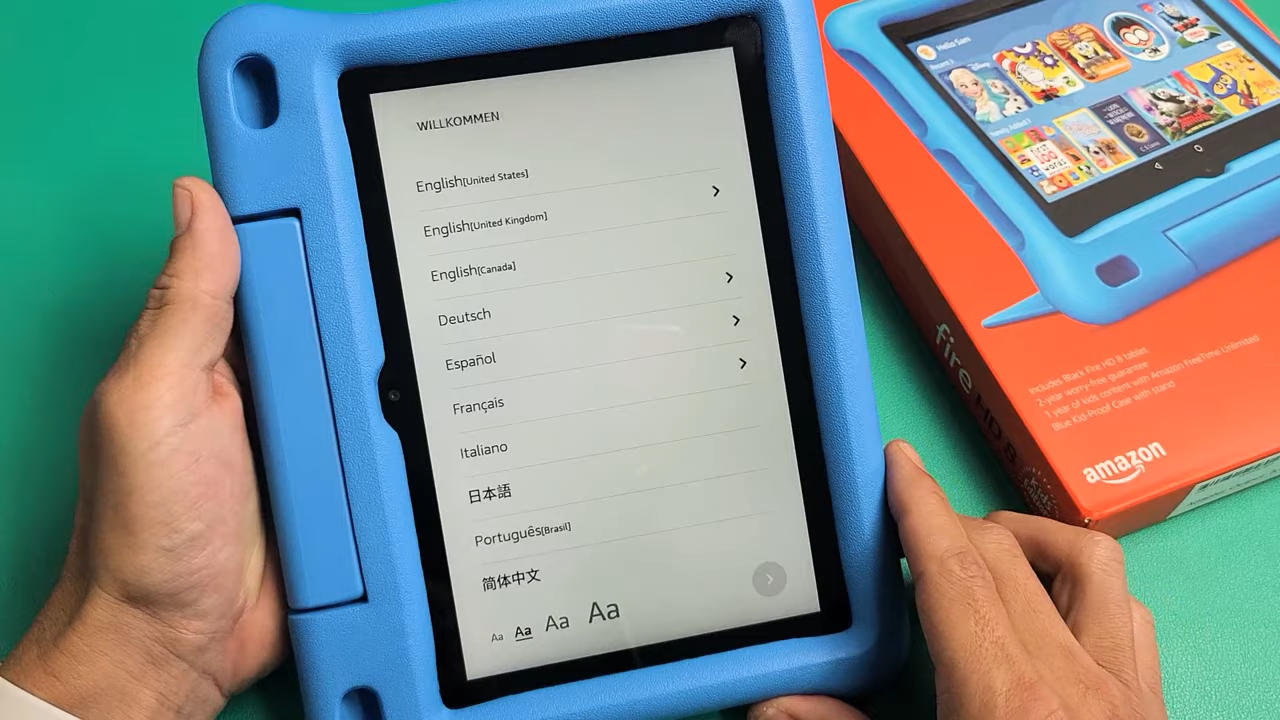 WILLKOMMEN
English[United States]
English[United Kingdom]
English[Canada]
Deutsch
Español
Français
Italiano
日本語
Português[Brasil]
简体中文
Aa Aa Aa Aa
Hello Sam
fire HD 8
Includes Black Fire HD 8 tablet
2-year worry-free guarantee
1 year of kids content with Amazon FreeTime Unlimited
Blue Kid-Proof Case with stand
amazon